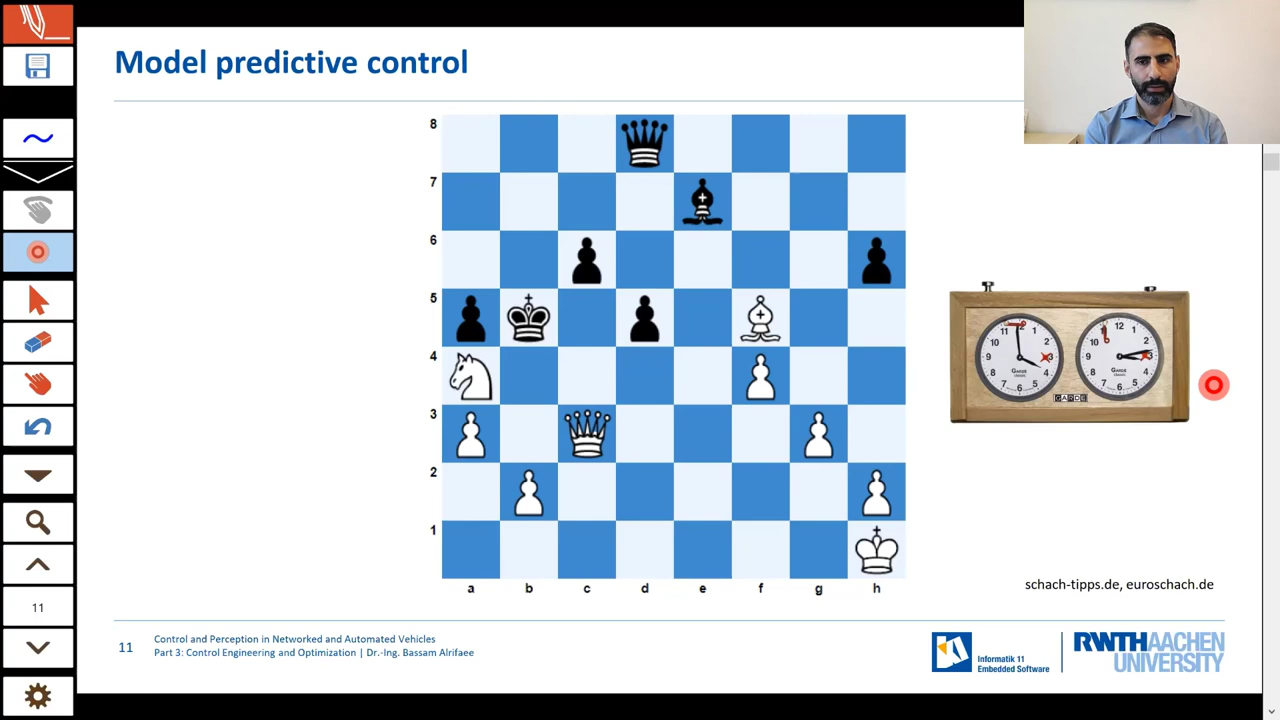 Model predictive control
8
7
6
5
4
3
2
1
a b c d e f g h
schach-tipps.de, euroschach.de
11
11
Control and Perception in Networked and Automated Vehicles
Part 3: Control Engineering and Optimization | Dr.-Ing. Bassam Alrifaee
Informatik 11
Embedded Software
RWTHAACHEN
UNIVERSITY